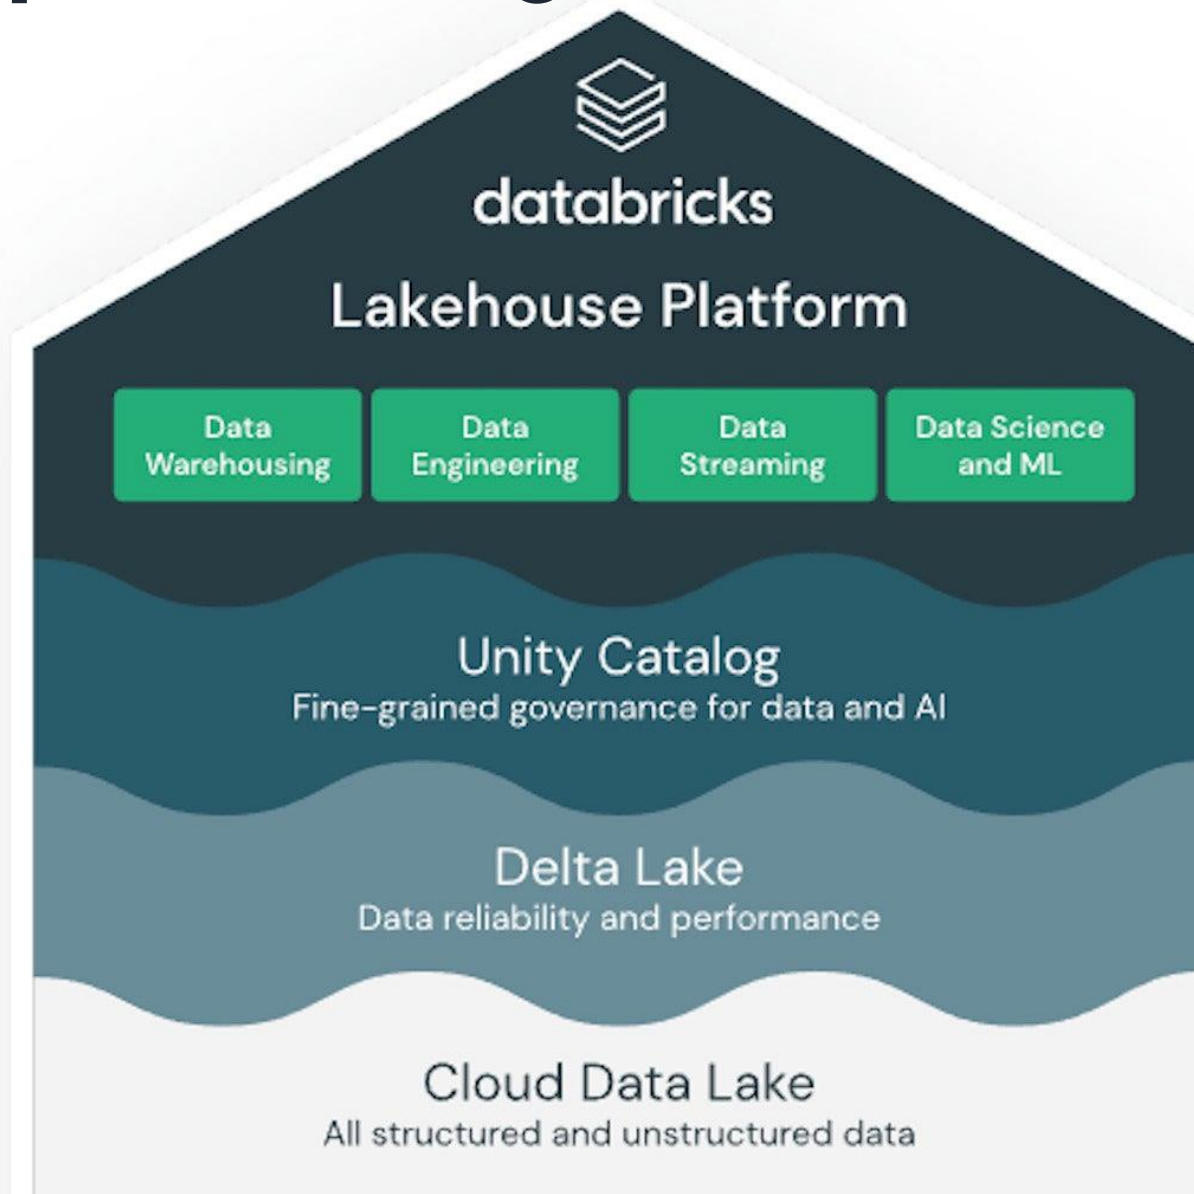 databricks
Lakehouse Platform
Data
Warehousing
Data
Engineering
Data
Streaming
Data Science
and ML
Unity Catalog
Fine-grained governance for data and AI
Delta Lake
Data reliability and performance
Cloud Data Lake
All structured and unstructured data